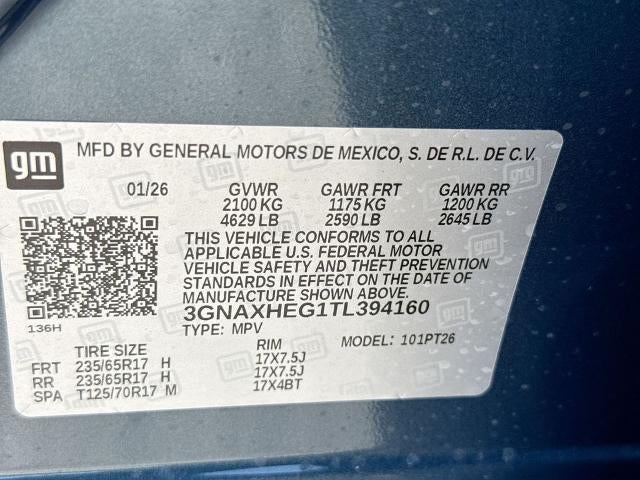 gm MFD BY GENERAL MOTORS DE MEXICO, S. DE R.L. DE C.V.
01/26 GVWR GAWR FRT GAWR RR
2100 KG 1175 KG 1200 KG
4629 LB 2590 LB 2645 LB
THIS VEHICLE CONFORMS TO ALL
APPLICABLE U.S. FEDERAL MOTOR
VEHICLE SAFETY AND THEFT PREVENTION
STANDARDS IN EFFECT ON THE DATE OF
MANUFACTURE SHOWN ABOVE.
136H 3GNAXHEG1TL394160
TYPE: MPV MODEL: 101PT26
TIRE SIZE RIM
FRT 235/65R17 H 17X7.5J
RR 235/65R17 H 17X7.5J
SPA T125/70R17 M 17X4BT